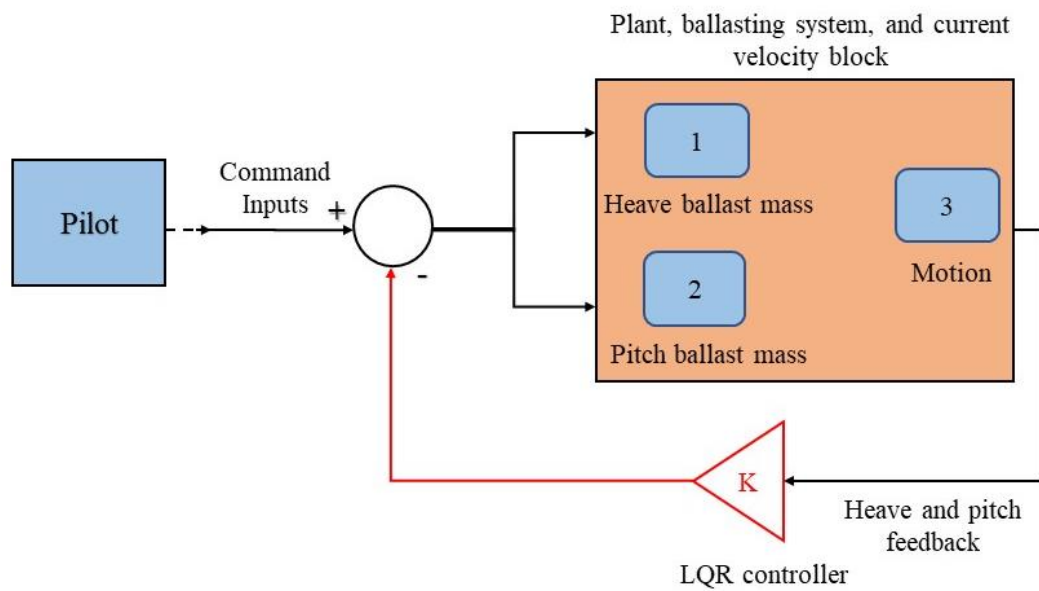 Plant, ballasting system, and current
velocity block
Pilot
Command
Inputs
+
-
1
Heave ballast mass
2
Pitch ballast mass
3
Motion
K
LQR controller
Heave and pitch
feedback